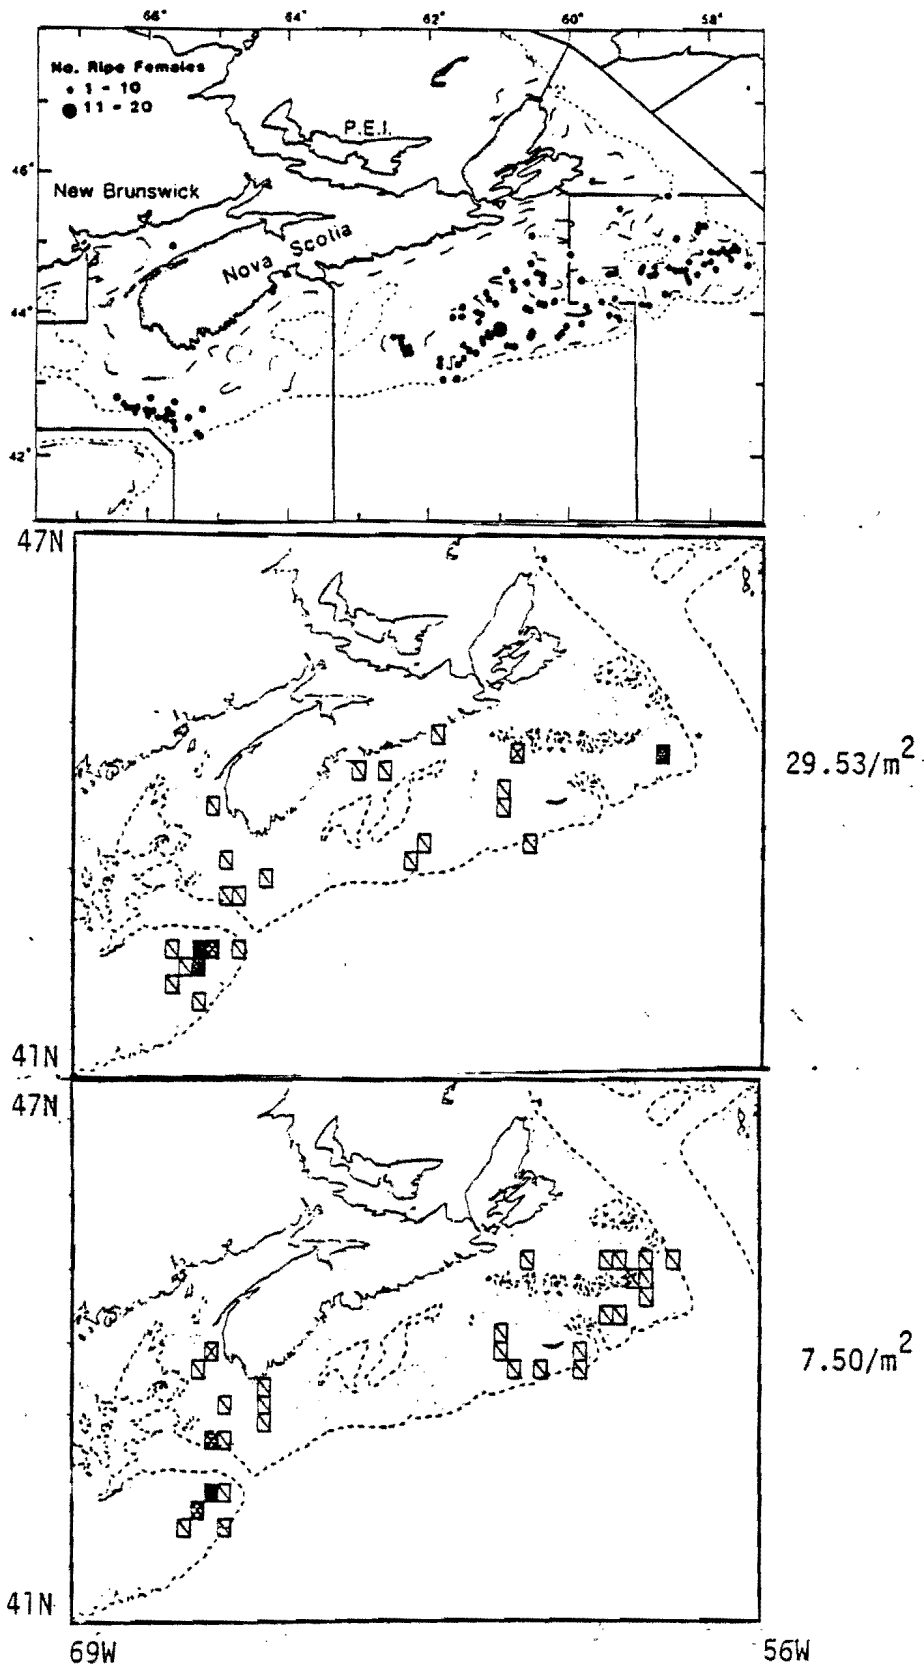 66° 64° 62° 60° 58°
No. Ripe Females
• 1 - 10
● 11 - 20
P.E.I.
46°
New Brunswick
Nova Scotia
44°
42°
47N
29.53/m²
41N
47N
7.50/m²
41N
69W 56W